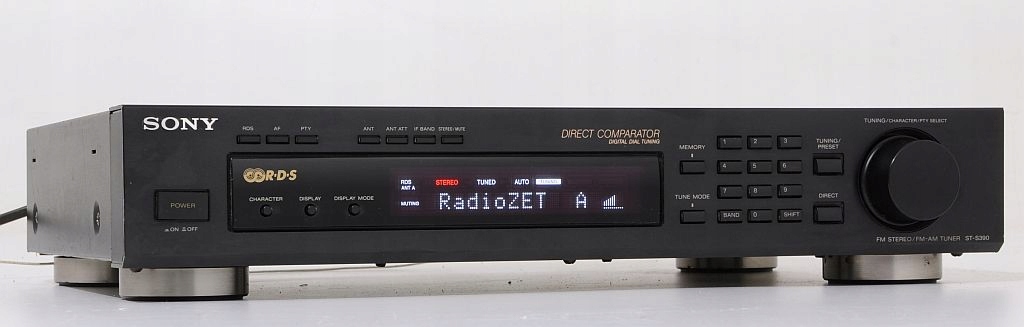 SONY
RDS AF PTY
ANT ANT ATT IF BAND STEREO/MUTE
DIRECT COMPARATOR
DIGITAL DIAL TUNING
TUNING/CHARACTER/PTY SELECT
MEMORY
1 2 3
TUNING/
PRESET
R·D·S
RDS STEREO TUNED AUTO
ANT A
4 5 6
CHARACTER DISPLAY DISPLAY MODE
MUTING RadioZET A
TUNE MODE
7 8 9
DIRECT
POWER
BAND 0 SHIFT
ON OFF
FM STEREO/FM-AM TUNER ST-S390
SONY